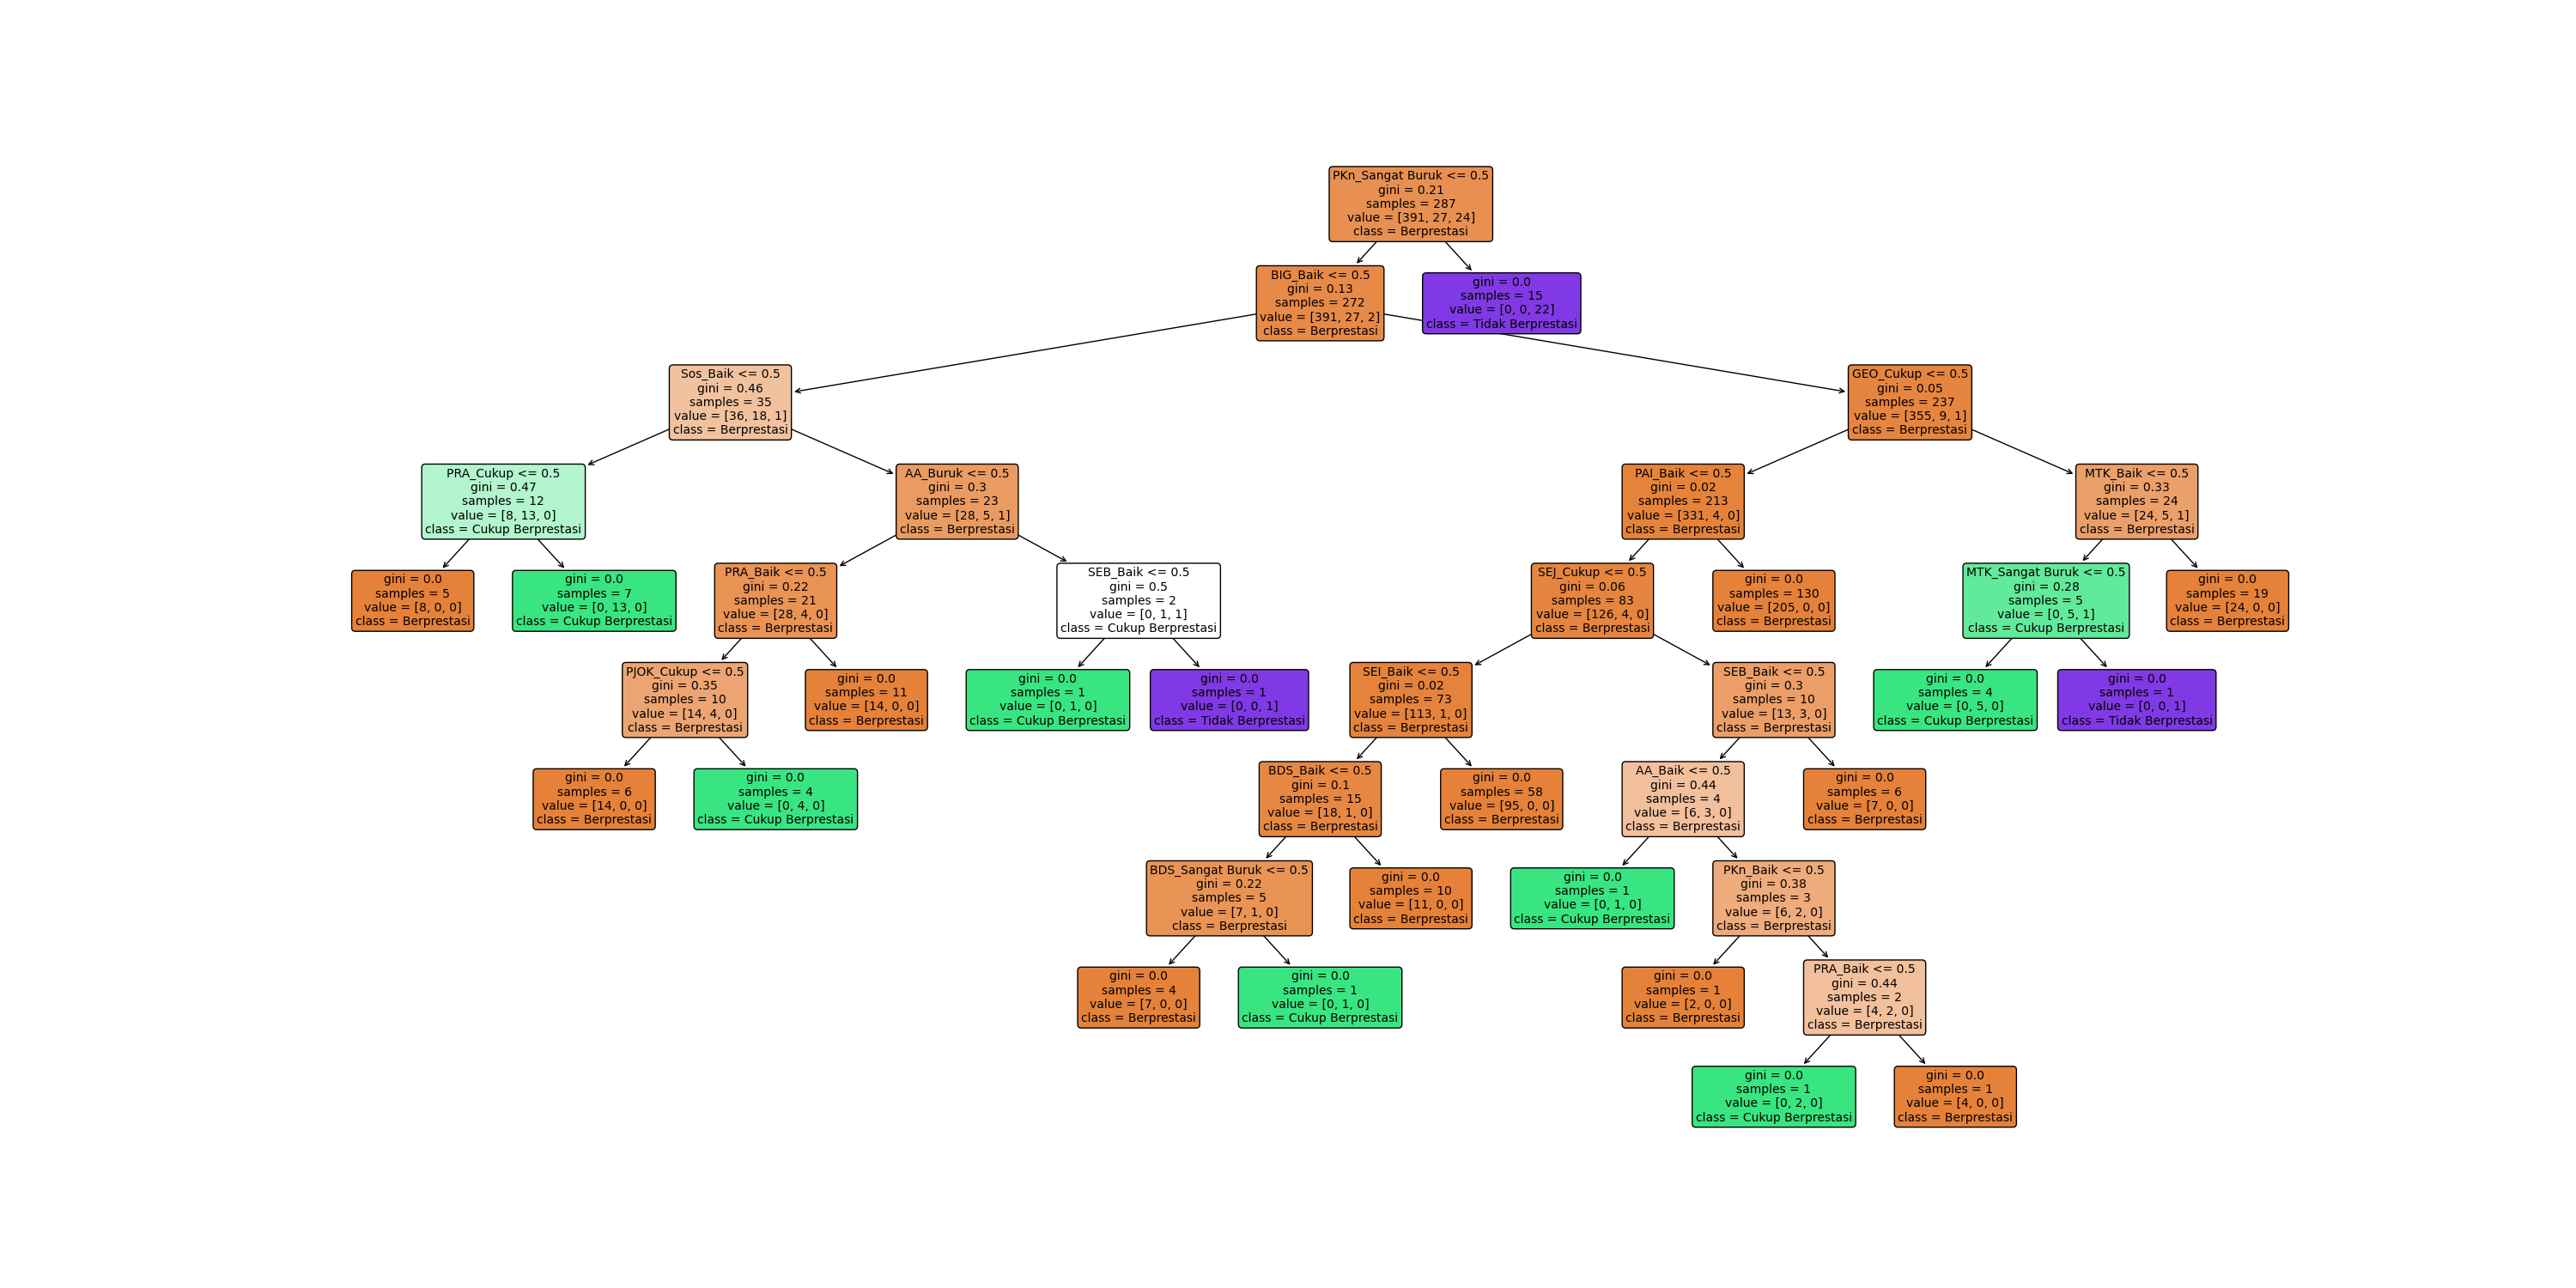 PKn_Sangat Buruk <= 0.5
gini = 0.21
samples = 287
value = [391, 27, 24]
class = Berprestasi
BIG_Baik <= 0.5
gini = 0.13
samples = 272
value = [391, 27, 2]
class = Berprestasi
gini = 0.0
samples = 15
value = [0, 0, 22]
class = Tidak Berprestasi
Sos_Baik <= 0.5
gini = 0.46
samples = 35
value = [36, 18, 1]
class = Berprestasi
GEO_Cukup <= 0.5
gini = 0.05
samples = 237
value = [355, 9, 1]
class = Berprestasi
PRA_Cukup <= 0.5
gini = 0.47
samples = 12
value = [8, 13, 0]
class = Cukup Berprestasi
AA_Buruk <= 0.5
gini = 0.3
samples = 23
value = [28, 5, 1]
class = Berprestasi
PAI_Baik <= 0.5
gini = 0.02
samples = 213
value = [331, 4, 0]
class = Berprestasi
MTK_Baik <= 0.5
gini = 0.33
samples = 24
value = [24, 5, 1]
class = Berprestasi
gini = 0.0
samples = 5
value = [8, 0, 0]
class = Berprestasi
gini = 0.0
samples = 7
value = [0, 13, 0]
class = Cukup Berprestasi
PRA_Baik <= 0.5
gini = 0.22
samples = 21
value = [28, 4, 0]
class = Berprestasi
SEB_Baik <= 0.5
gini = 0.5
samples = 2
value = [0, 1, 1]
class = Cukup Berprestasi
SEJ_Cukup <= 0.5
gini = 0.06
samples = 83
value = [126, 4, 0]
class = Berprestasi
gini = 0.0
samples = 130
value = [205, 0, 0]
class = Berprestasi
MTK_Sangat Buruk <= 0.5
gini = 0.28
samples = 5
value = [0, 5, 1]
class = Cukup Berprestasi
gini = 0.0
samples = 19
value = [24, 0, 0]
class = Berprestasi
PJOK_Cukup <= 0.5
gini = 0.35
samples = 10
value = [14, 4, 0]
class = Berprestasi
gini = 0.0
samples = 11
value = [14, 0, 0]
class = Berprestasi
gini = 0.0
samples = 1
value = [0, 1, 0]
class = Cukup Berprestasi
gini = 0.0
samples = 1
value = [0, 0, 1]
class = Tidak Berprestasi
SEI_Baik <= 0.5
gini = 0.02
samples = 73
value = [113, 1, 0]
class = Berprestasi
SEB_Baik <= 0.5
gini = 0.3
samples = 10
value = [13, 3, 0]
class = Berprestasi
gini = 0.0
samples = 4
value = [0, 5, 0]
class = Cukup Berprestasi
gini = 0.0
samples = 1
value = [0, 0, 1]
class = Tidak Berprestasi
gini = 0.0
samples = 6
value = [14, 0, 0]
class = Berprestasi
gini = 0.0
samples = 4
value = [0, 4, 0]
class = Cukup Berprestasi
BDS_Baik <= 0.5
gini = 0.1
samples = 15
value = [18, 1, 0]
class = Berprestasi
gini = 0.0
samples = 58
value = [95, 0, 0]
class = Berprestasi
AA_Baik <= 0.5
gini = 0.44
samples = 4
value = [6, 3, 0]
class = Berprestasi
gini = 0.0
samples = 6
value = [7, 0, 0]
class = Berprestasi
BDS_Sangat Buruk <= 0.5
gini = 0.22
samples = 5
value = [7, 1, 0]
class = Berprestasi
gini = 0.0
samples = 10
value = [11, 0, 0]
class = Berprestasi
gini = 0.0
samples = 1
value = [0, 1, 0]
class = Cukup Berprestasi
PKn_Baik <= 0.5
gini = 0.38
samples = 3
value = [6, 2, 0]
class = Berprestasi
gini = 0.0
samples = 4
value = [7, 0, 0]
class = Berprestasi
gini = 0.0
samples = 1
value = [0, 1, 0]
class = Cukup Berprestasi
gini = 0.0
samples = 1
value = [2, 0, 0]
class = Berprestasi
PRA_Baik <= 0.5
gini = 0.44
samples = 2
value = [4, 2, 0]
class = Berprestasi
gini = 0.0
samples = 1
value = [0, 2, 0]
class = Cukup Berprestasi
gini = 0.0
samples = 1
value = [4, 0, 0]
class = Berprestasi